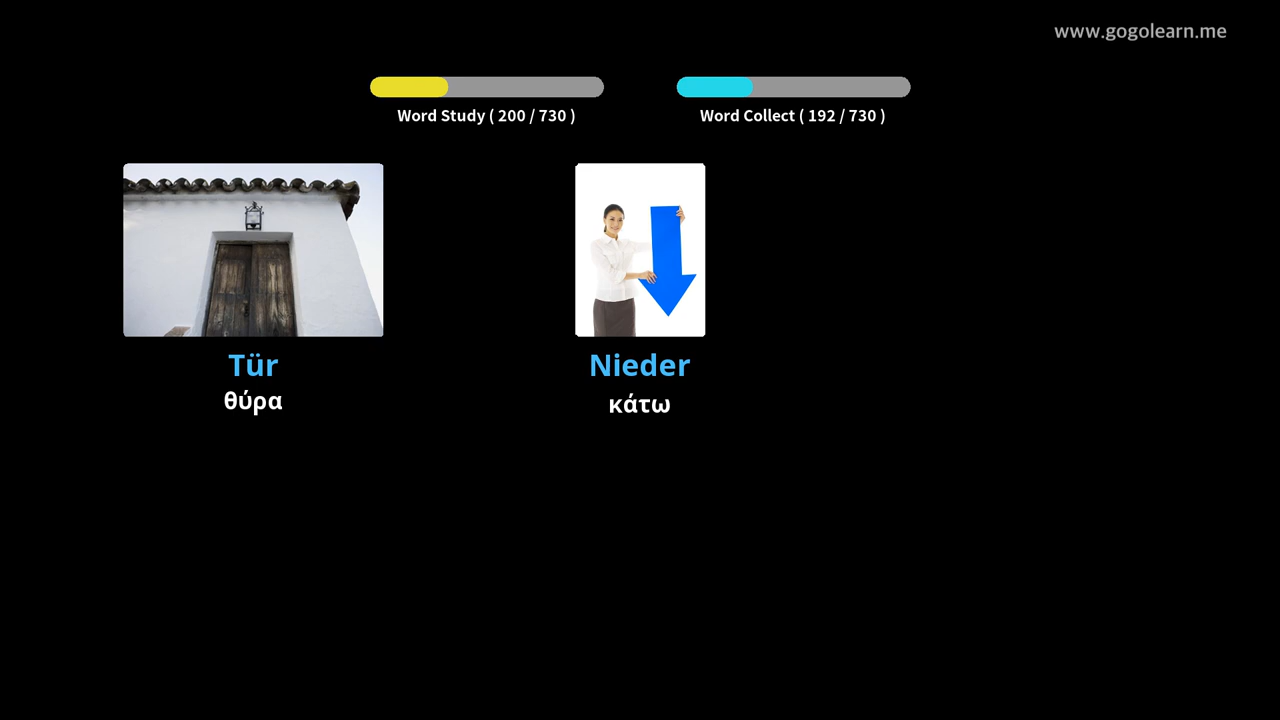 www.gogolearn.me
Word Study ( 200 / 730 )
Word Collect ( 192 / 730 )
Tür
θύρα
Nieder
κάτω